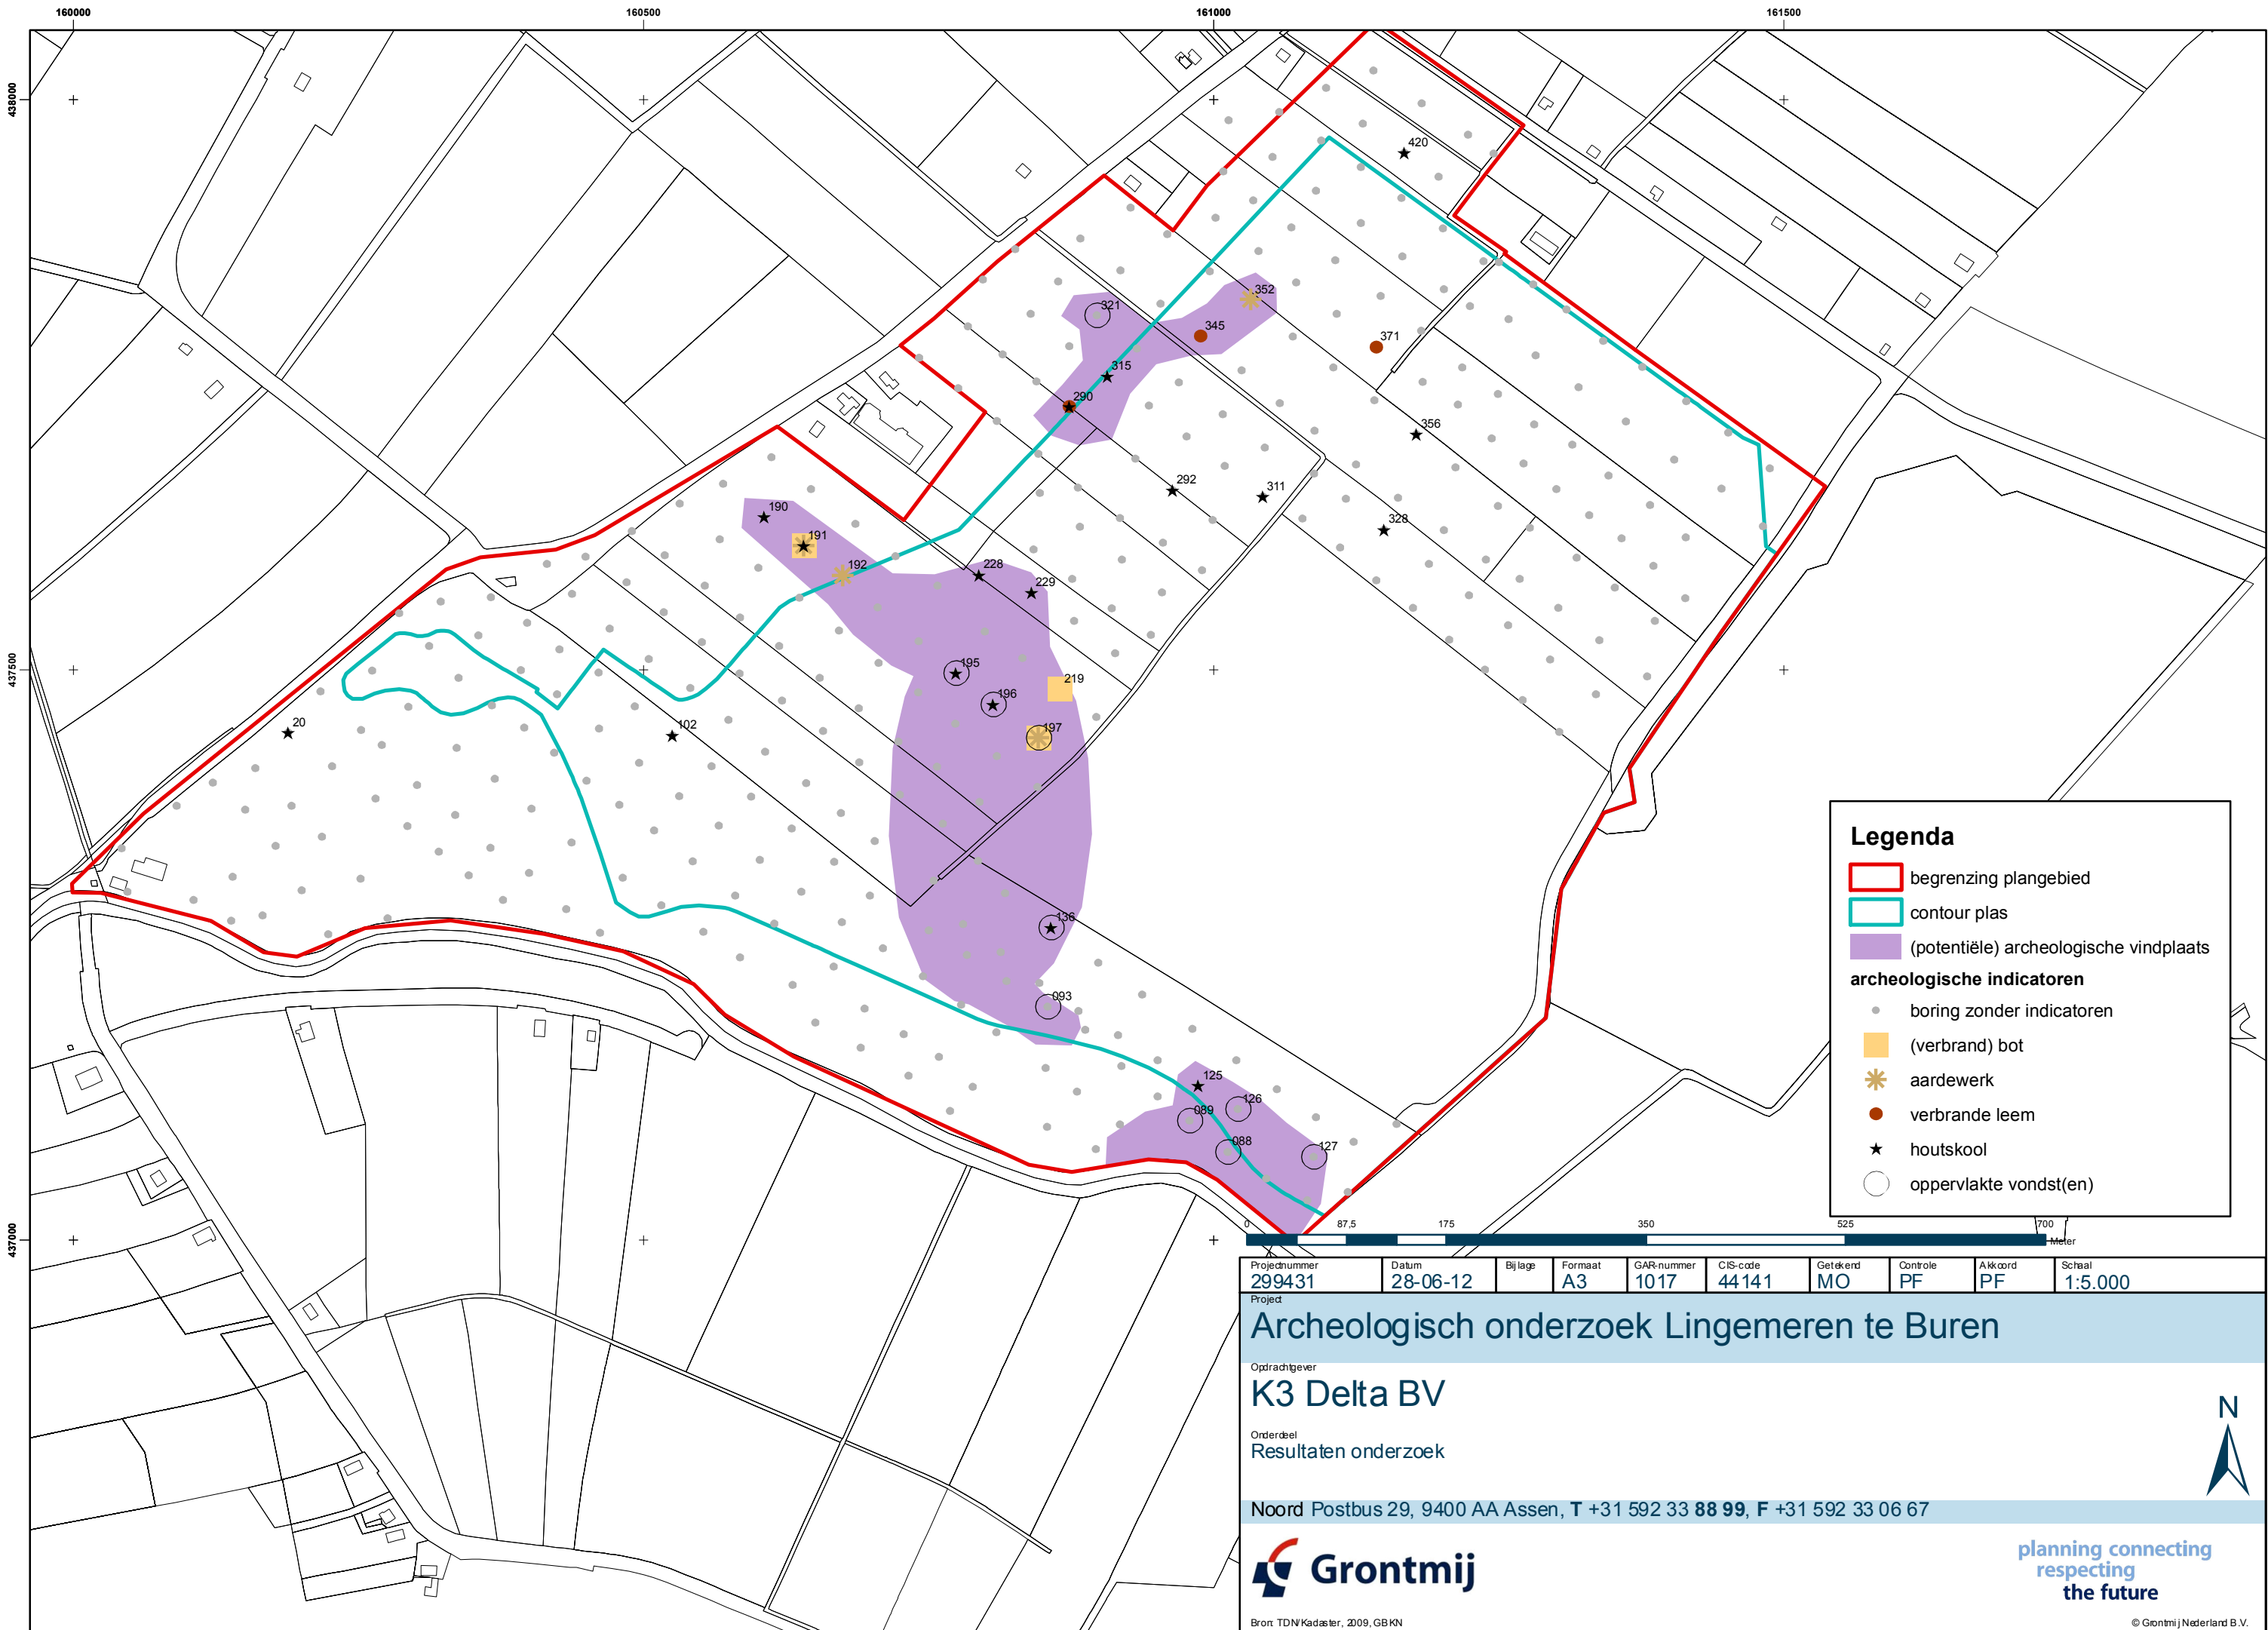 160000
160500
161000
161500
438000
437500
437000
420
352
321
345
371
315
290
356
292
311
328
190
191
192
228
229
195
219
196
197
20
102
136
093
125
126
089
088
127
Legenda
begrenzing plangebied
contour plas
(potentiële) archeologische vindplaats
archeologische indicatoren
boring zonder indicatoren
(verbrand) bot
aardewerk
verbrande leem
houtskool
oppervlakte vondst(en)
0 87,5 175 350 525 700
Meter
Projectnummer Datum Bijlage Formaat GAR-nummer CIS-code Getekend Controle Akkoord Schaal
299431 28-06-12 A3 1017 44141 MO PF PF 1:5.000
Project
Archeologisch onderzoek Lingemeren te Buren
Opdrachtgever
K3 Delta BV
Onderdeel
Resultaten onderzoek
N
Noord Postbus 29, 9400 AA Assen, T +31 592 33 88 99, F +31 592 33 06 67
Grontmij
planning connecting
respecting
the future
Bron: TDN/Kadaster, 2009, GBKN
© Grontmij Nederland B.V.